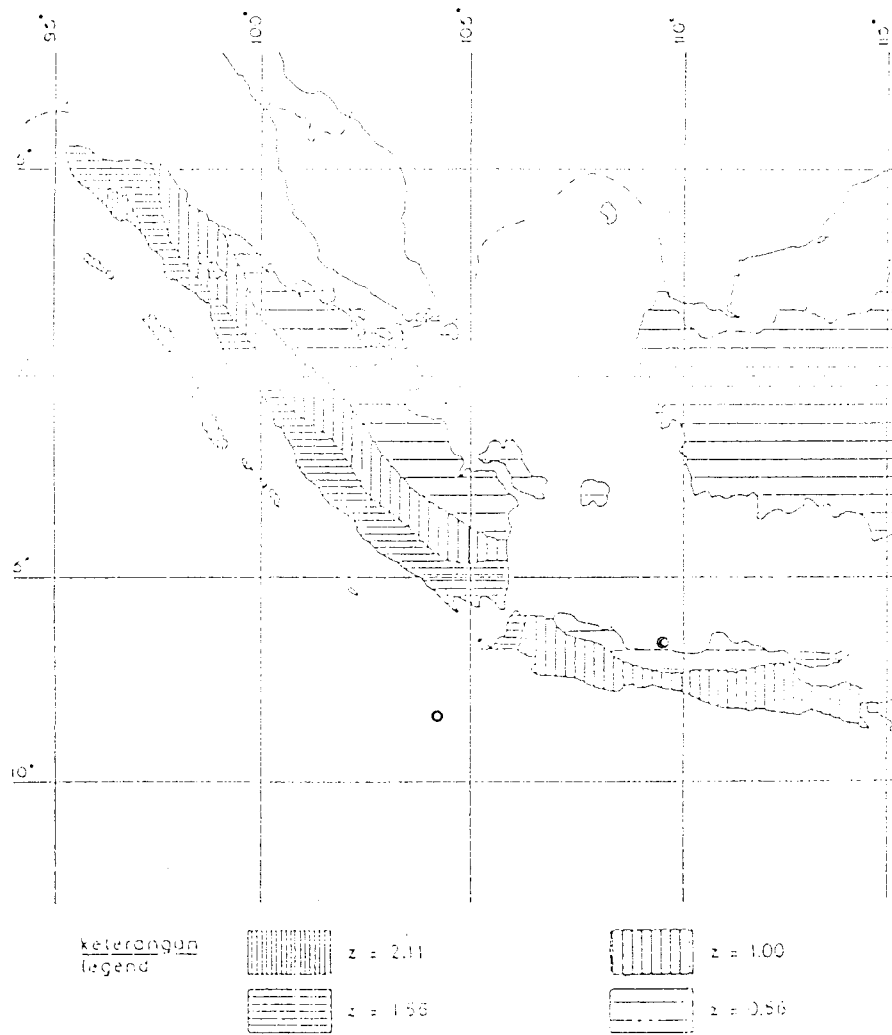 95° 100° 105° 110° 115°
5°
5°
10°
keterangan
legend
z = 2.11
z = 1.00
z = 1.56
z = 0.56